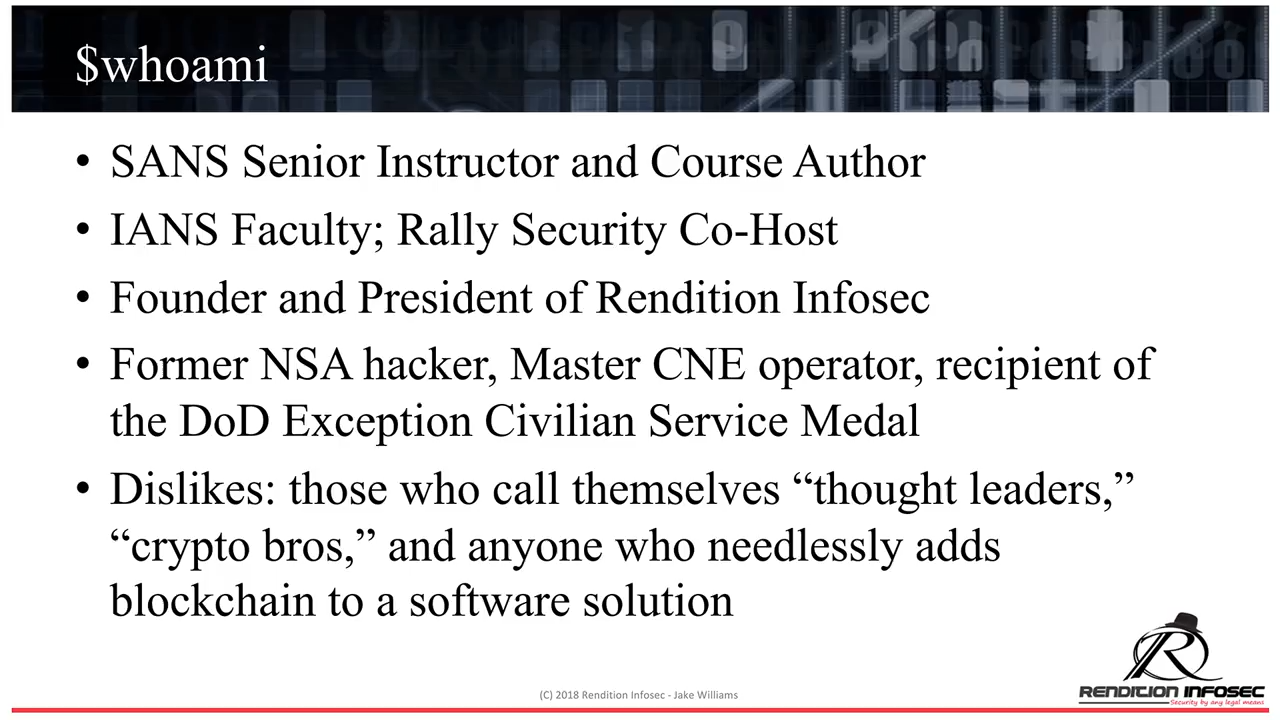 $whoami
• SANS Senior Instructor and Course Author
• IANS Faculty; Rally Security Co-Host
• Founder and President of Rendition Infosec
• Former NSA hacker, Master CNE operator, recipient of
the DoD Exception Civilian Service Medal
• Dislikes: those who call themselves “thought leaders,”
“crypto bros,” and anyone who needlessly adds
blockchain to a software solution
(C) 2018 Rendition Infosec - Jake Williams
RENDITION INFOSEC
Security by any legal means